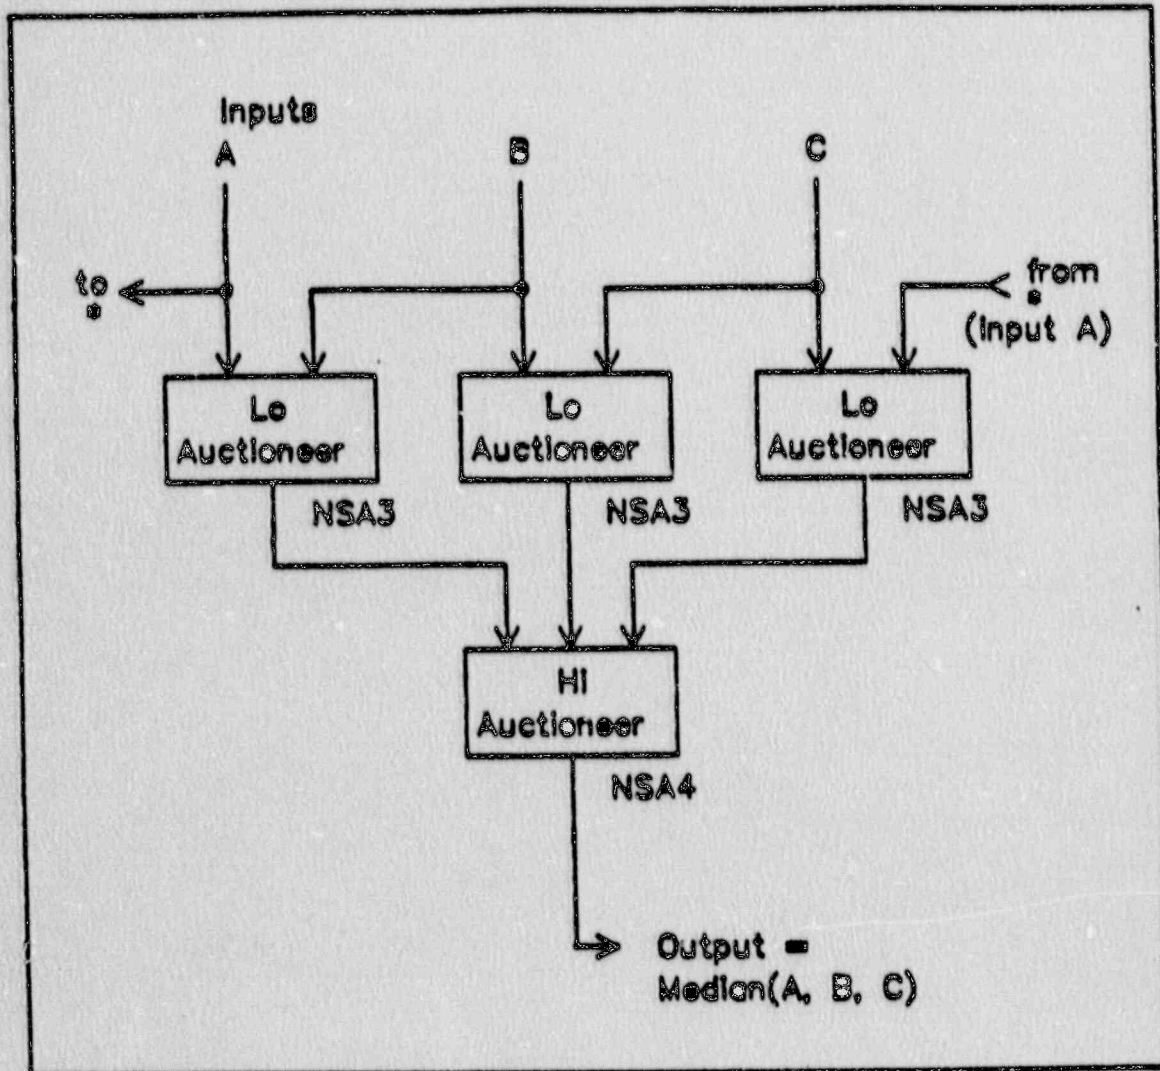 Inputs
A B C
to
*
from
*
(Input A)
Lo
Auctioneer
NSA3
Lo
Auctioneer
NSA3
Lo
Auctioneer
NSA3
Hi
Auctioneer
NSA4
Output =
Median(A, B, C)